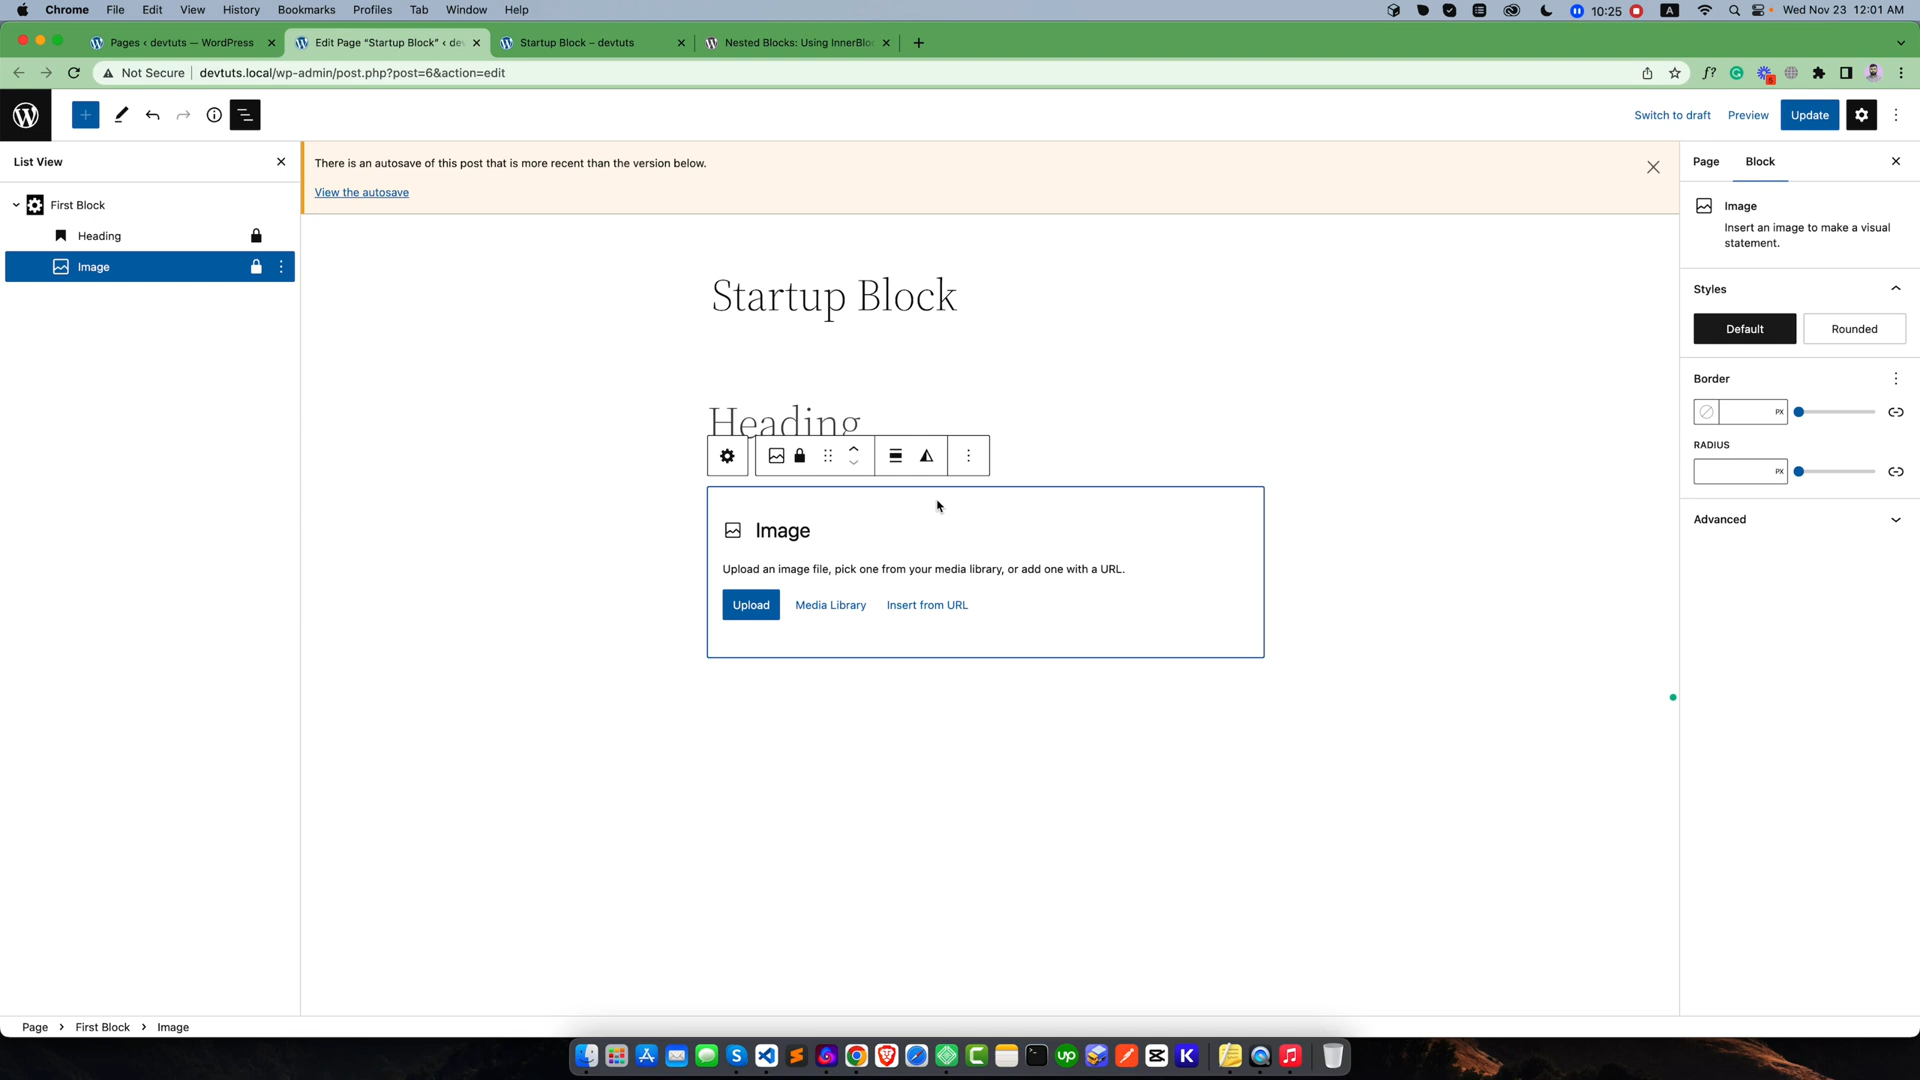 Chrome File Edit View History Bookmarks Profiles Tab Window Help 10:25 A Wed Nov 23 12:01 AM
Pages ‹ devtuts — WordPress Edit Page “Startup Block” ‹ dev Startup Block – devtuts Nested Blocks: Using InnerBloc
Not Secure devtuts.local/wp-admin/post.php?post=6&action=edit f? 5
Switch to draft Preview Update
List View
There is an autosave of this post that is more recent than the version below.
View the autosave
Page Block
First Block
Heading
Image
Image
Insert an image to make a visual
statement.
Styles
Default Rounded
Border
PX
RADIUS
PX
Advanced
Startup Block
Heading
Image
Upload an image file, pick one from your media library, or add one with a URL.
Upload Media Library Insert from URL
Page First Block Image
up K